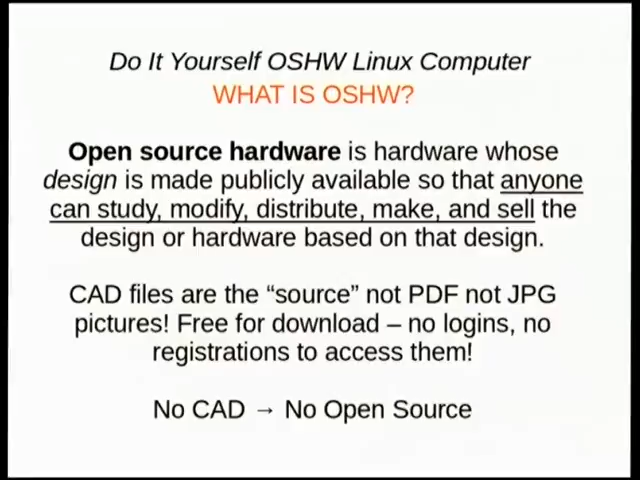 Do It Yourself OSHW Linux Computer
WHAT IS OSHW?
Open source hardware is hardware whose
design is made publicly available so that anyone
can study, modify, distribute, make, and sell the
design or hardware based on that design.
CAD files are the “source” not PDF not JPG
pictures! Free for download – no logins, no
registrations to access them!
No CAD → No Open Source